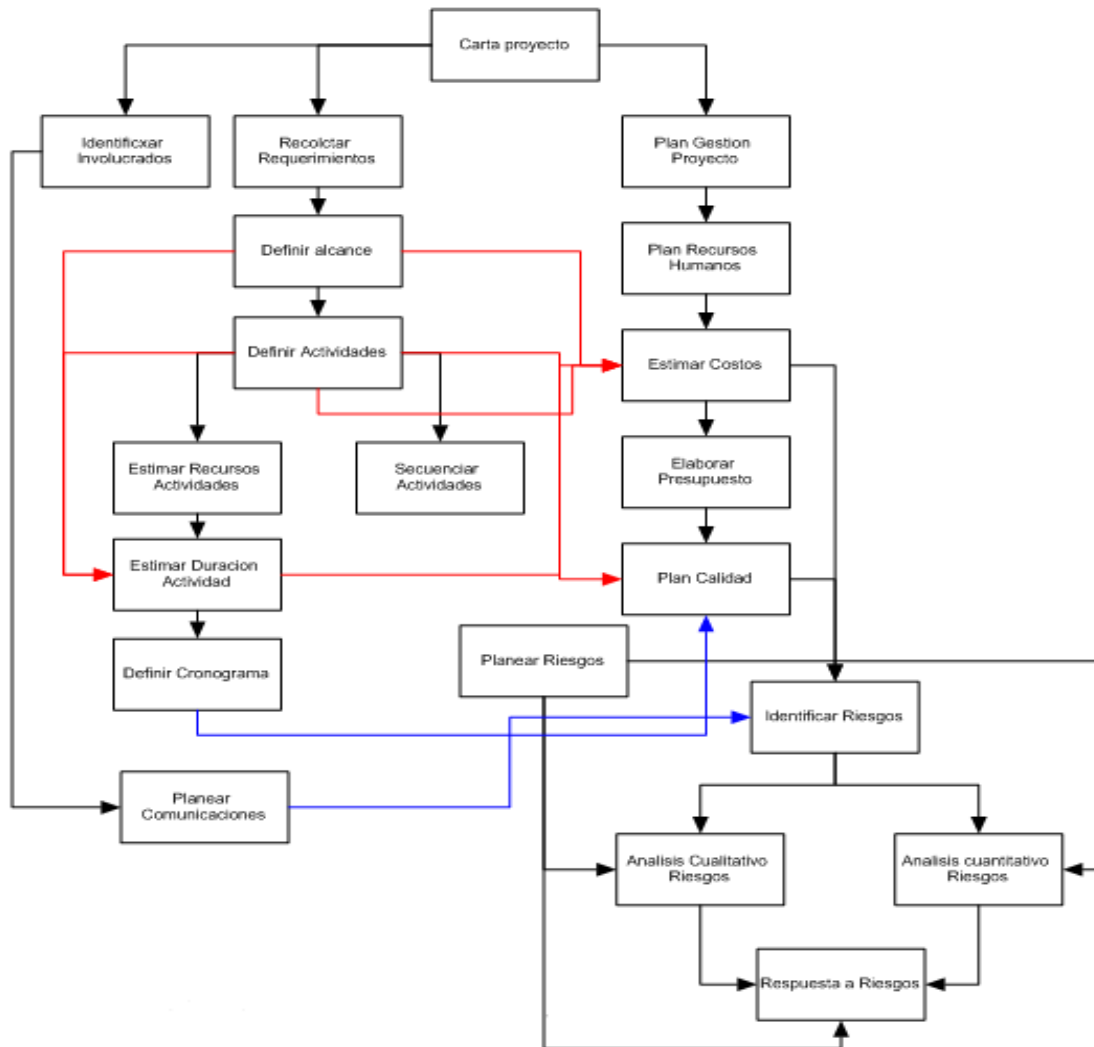 Carta proyecto
Identificxar
Involucrados
Recolctar
Requerimientos
Plan Gestion
Proyecto
Definir alcance
Plan Recursos
Humanos
Definir Actividades
Estimar Costos
Estimar Recursos
Actividades
Secuenciar
Actividades
Elaborar
Presupuesto
Estimar Duracion
Actividad
Plan Calidad
Definir Cronograma
Planear Riesgos
Identificar Riesgos
Planear
Comunicaciones
Analisis Cualitativo
Riesgos
Analisis cuantitativo
Riesgos
Respuesta a Riesgos